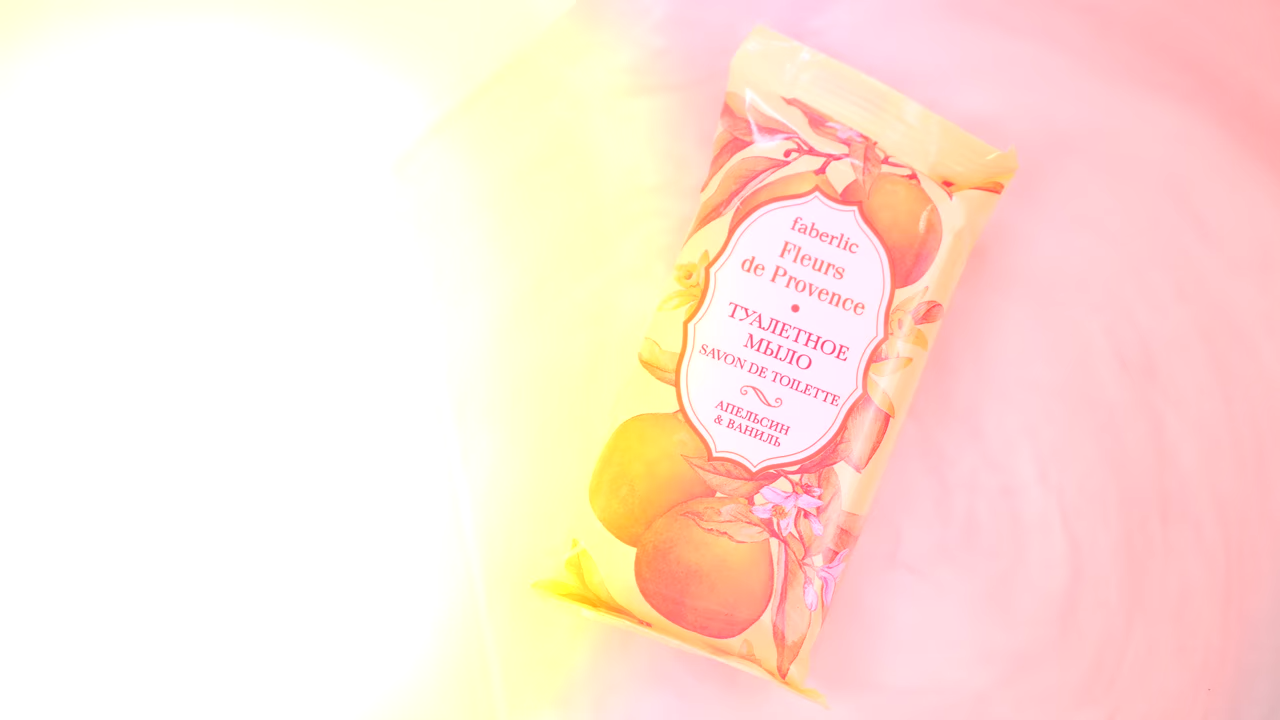 faberlic
Fleurs
de Provence
ТУАЛЕТНОЕ
МЫЛО
SAVON DE TOILETTE
АПЕЛЬСИН
& ВАНИЛЬ